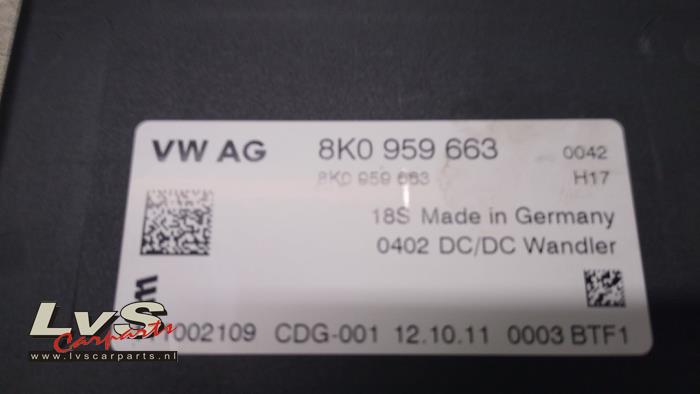 VW AG 8K0 959 663 0042
8K0 959 663 H17
18S Made in Germany
0402 DC/DC Wandler
002109 CDG-001 12.10.11 0003 BTF1
LvS
Carparts
www.lvscarparts.nl